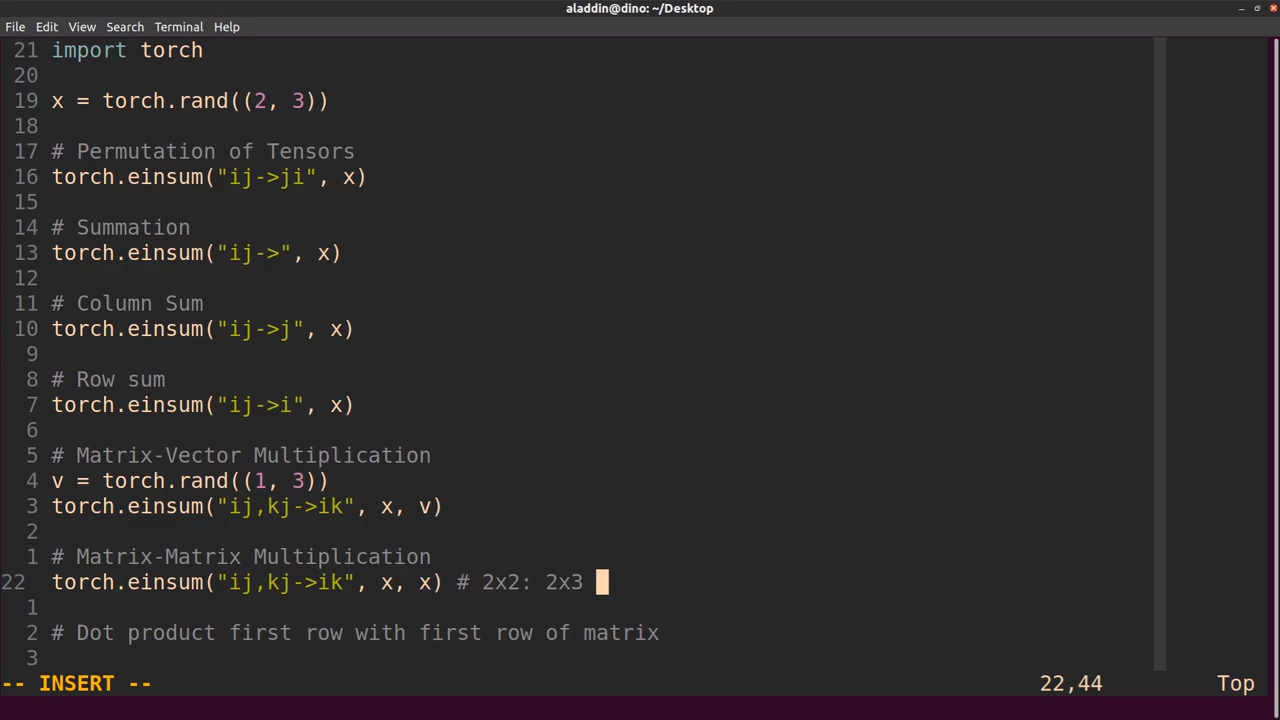 aladdin@dino: ~/Desktop
File Edit View Search Terminal Help
21 import torch
20
19 x = torch.rand((2, 3))
18
17 # Permutation of Tensors
16 torch.einsum("ij->ji", x)
15
14 # Summation
13 torch.einsum("ij->", x)
12
11 # Column Sum
10 torch.einsum("ij->j", x)
9
8 # Row sum
7 torch.einsum("ij->i", x)
6
5 # Matrix-Vector Multiplication
4 v = torch.rand((1, 3))
3 torch.einsum("ij,kj->ik", x, v)
2
1 # Matrix-Matrix Multiplication
22 torch.einsum("ij,kj->ik", x, x) # 2x2: 2x3
1
2 # Dot product first row with first row of matrix
3
-- INSERT -- 22,44 Top